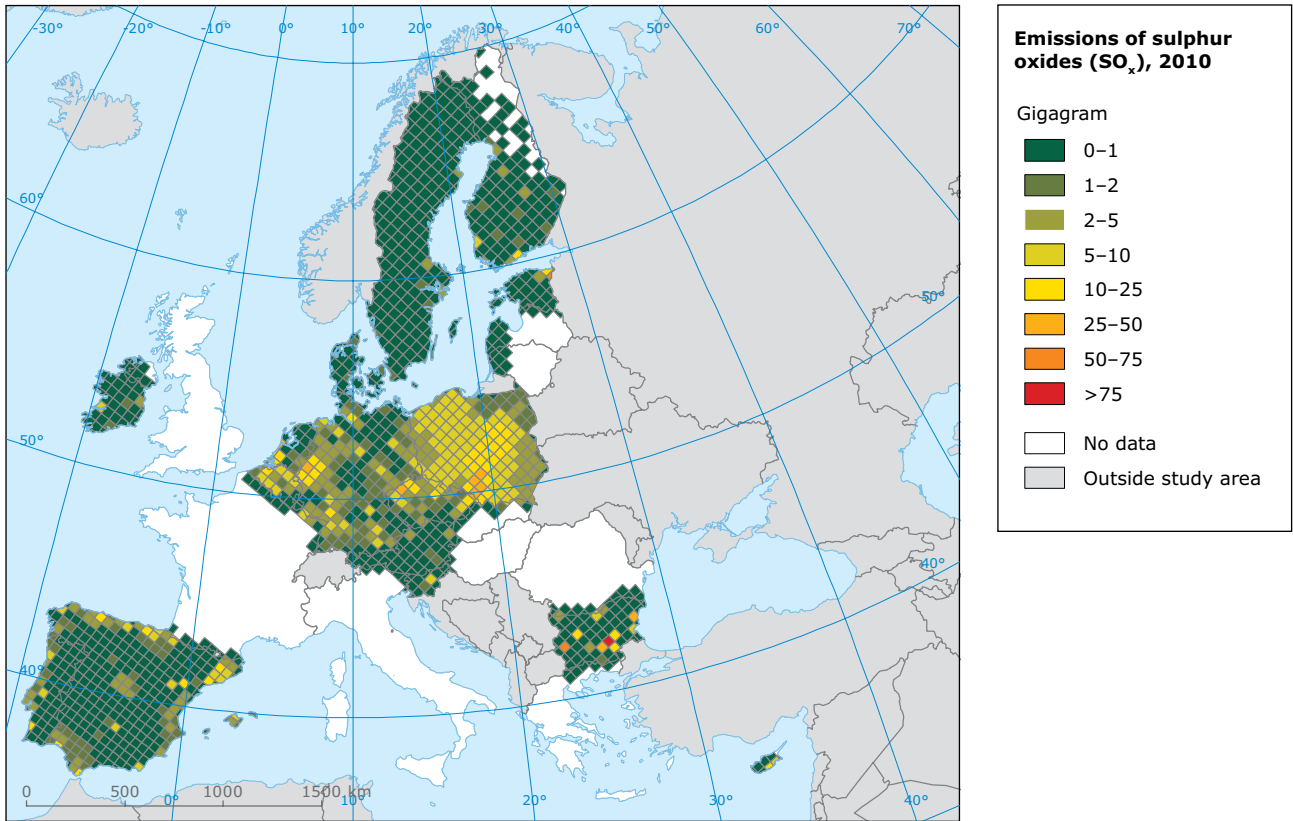 -30° -20° -10° 0° 10° 20° 30° 60° 70°
60°
50°
50°
40°
40°
0 500 1000 1500 km
0° 10° 20° 30° 40°
Emissions of sulphur
oxides (SOx), 2010
Gigagram
0–1
1–2
2–5
5–10
10–25
25–50
50–75
>75
No data
Outside study area